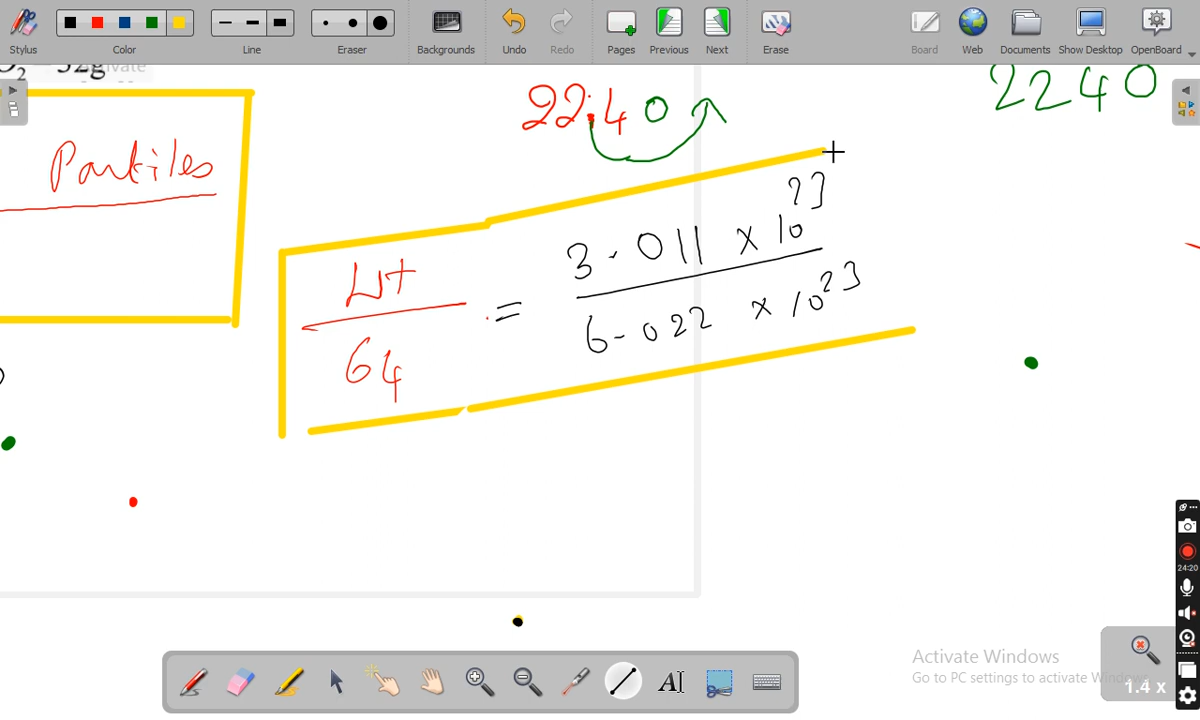 Stylus Color Line Eraser Backgrounds Undo Redo Pages Previous Next Erase Board Web Documents Show Desktop OpenBoard
22.40
2240
Partiles
wt/64 = 3.011 x 10^23 / 6.022 x 10^23
24:20
Activate Windows
Go to PC settings to activate Windows.
1.4 x